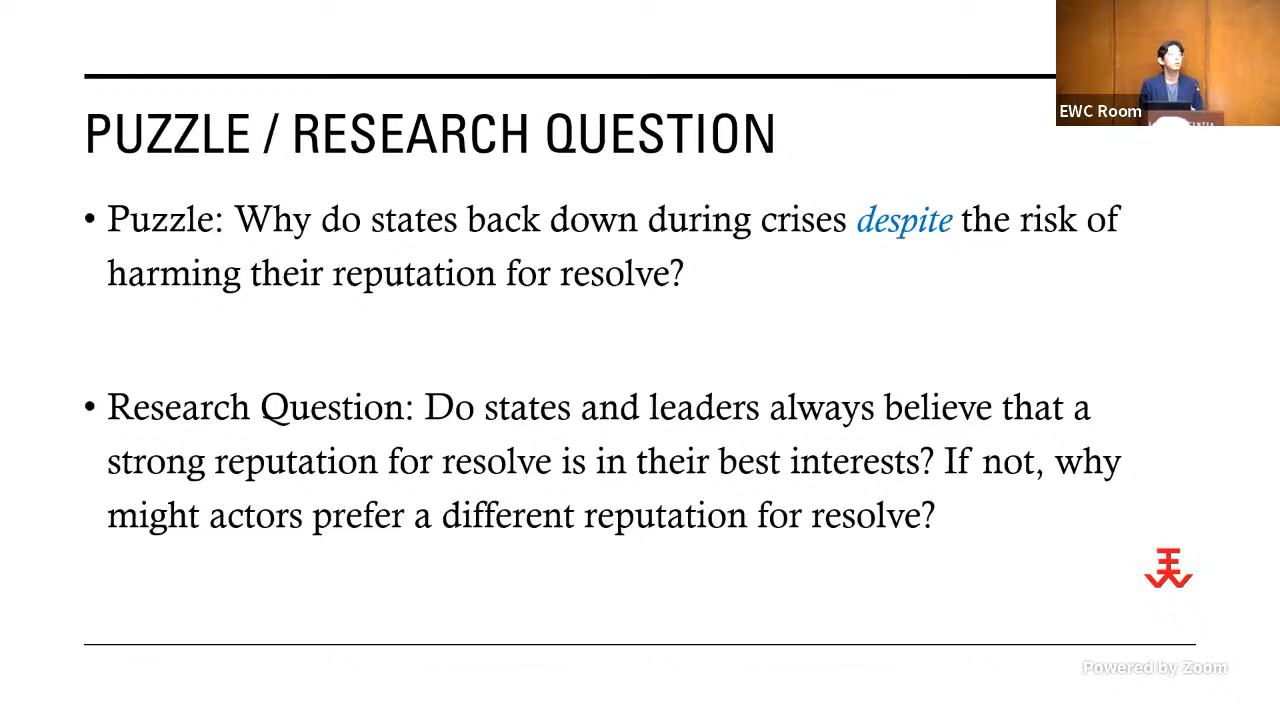 EWC Room
PUZZLE / RESEARCH QUESTION
• Puzzle: Why do states back down during crises despite the risk of
harming their reputation for resolve?
• Research Question: Do states and leaders always believe that a
strong reputation for resolve is in their best interests? If not, why
might actors prefer a different reputation for resolve?
Powered by Zoom